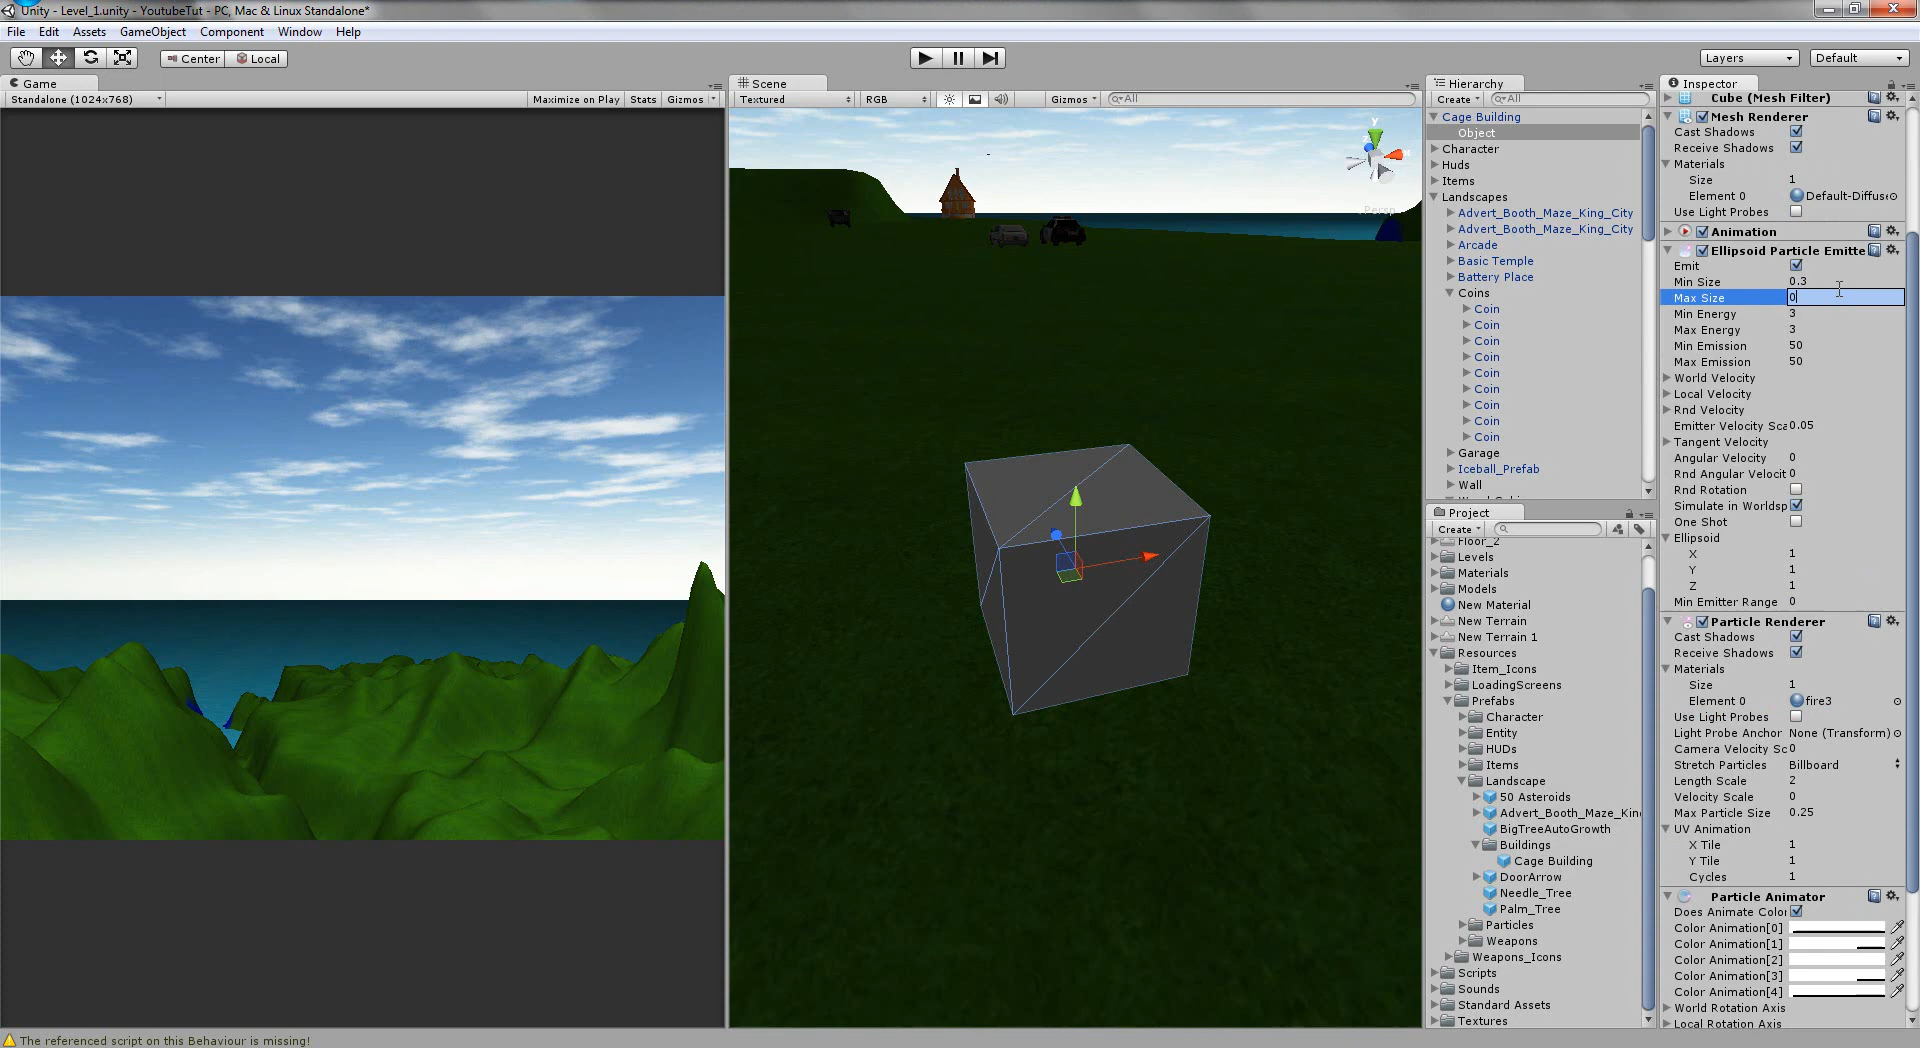 Unity - Level_1.unity - YoutubeTut - PC, Mac & Linux Standalone*
File Edit Assets GameObject Component Window Help
Center Local Layers Default
Game
Standalone (1024x768) Maximize on Play Stats Gizmos
Scene
Textured RGB Gizmos All
y
Persp
Hierarchy
Create All
Cage Building
Object
Character
Huds
Items
Landscapes
Advert_Booth_Maze_King_City
Advert_Booth_Maze_King_City
Arcade
Basic Temple
Battery Place
Coins
Coin
Coin
Coin
Coin
Coin
Coin
Coin
Coin
Coin
Garage
Iceball_Prefab
Wall
Project
Create
Floor_2
Levels
Materials
Models
New Material
New Terrain
New Terrain 1
Resources
Item_Icons
LoadingScreens
Prefabs
Character
Entity
HUDs
Items
Landscape
50 Asteroids
Advert_Booth_Maze_Kin
BigTreeAutoGrowth
Buildings
Cage Building
DoorArrow
Needle_Tree
Palm_Tree
Particles
Weapons
Weapons_Icons
Scripts
Sounds
Standard Assets
Textures
Inspector
Cube (Mesh Filter)
Mesh Renderer
Cast Shadows
Receive Shadows
Materials
Size 1
Element 0 Default-Diffuse
Use Light Probes
Animation
Ellipsoid Particle Emitte
Emit
Min Size 0.3
Max Size 0
Min Energy 3
Max Energy 3
Min Emission 50
Max Emission 50
World Velocity
Local Velocity
Rnd Velocity
Emitter Velocity Sca 0.05
Tangent Velocity
Angular Velocity 0
Rnd Angular Velocit 0
Rnd Rotation
Simulate in Worldsp
One Shot
Ellipsoid
X 1
Y 1
Z 1
Min Emitter Range 0
Particle Renderer
Cast Shadows
Receive Shadows
Materials
Size 1
Element 0 fire3
Use Light Probes
Light Probe Anchor None (Transform)
Camera Velocity Sc 0
Stretch Particles Billboard
Length Scale 2
Velocity Scale 0
Max Particle Size 0.25
UV Animation
X Tile 1
Y Tile 1
Cycles 1
Particle Animator
Does Animate Color
Color Animation[0]
Color Animation[1]
Color Animation[2]
Color Animation[3]
Color Animation[4]
World Rotation Axis
Local Rotation Axis
The referenced script on this Behaviour is missing!